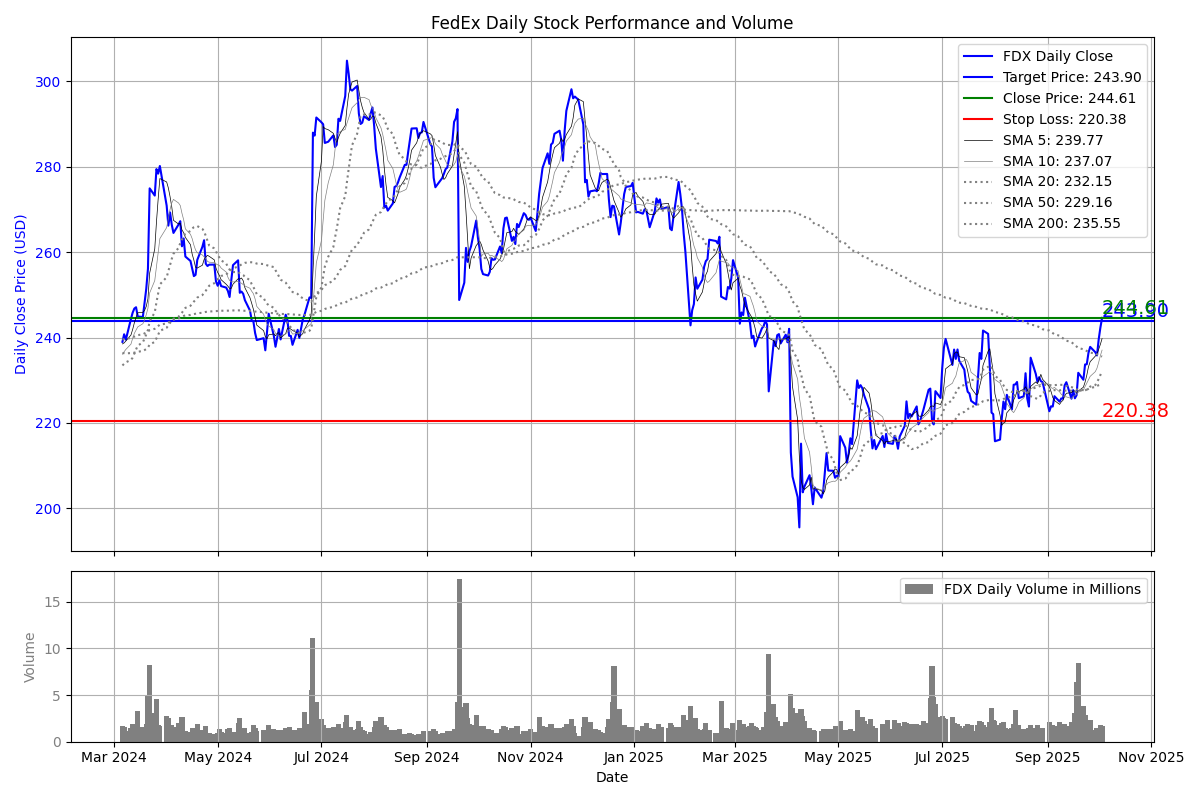 FedEx Daily Stock Performance and Volume
Daily Close Price (USD)
300
280
260
240
220
200
FDX Daily Close
Target Price: 243.90
Close Price: 244.61
Stop Loss: 220.38
SMA 5: 239.77
SMA 10: 237.07
SMA 20: 232.15
SMA 50: 229.16
SMA 200: 235.55
244.61
243.90
220.38
Volume
15
10
5
0
FDX Daily Volume in Millions
Mar 2024 May 2024 Jul 2024 Sep 2024 Nov 2024 Jan 2025 Mar 2025 May 2025 Jul 2025 Sep 2025 Nov 2025
Date